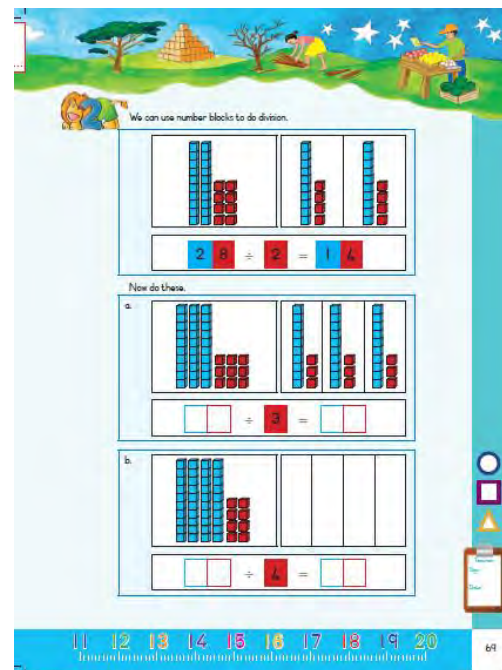 We can use number blocks to do division.
2 8 ÷ 2 = 1 4
Now do these.
a.
÷ 3 =
b.
÷ 4 =
11 12 13 14 15 16 17 18 19 20
69